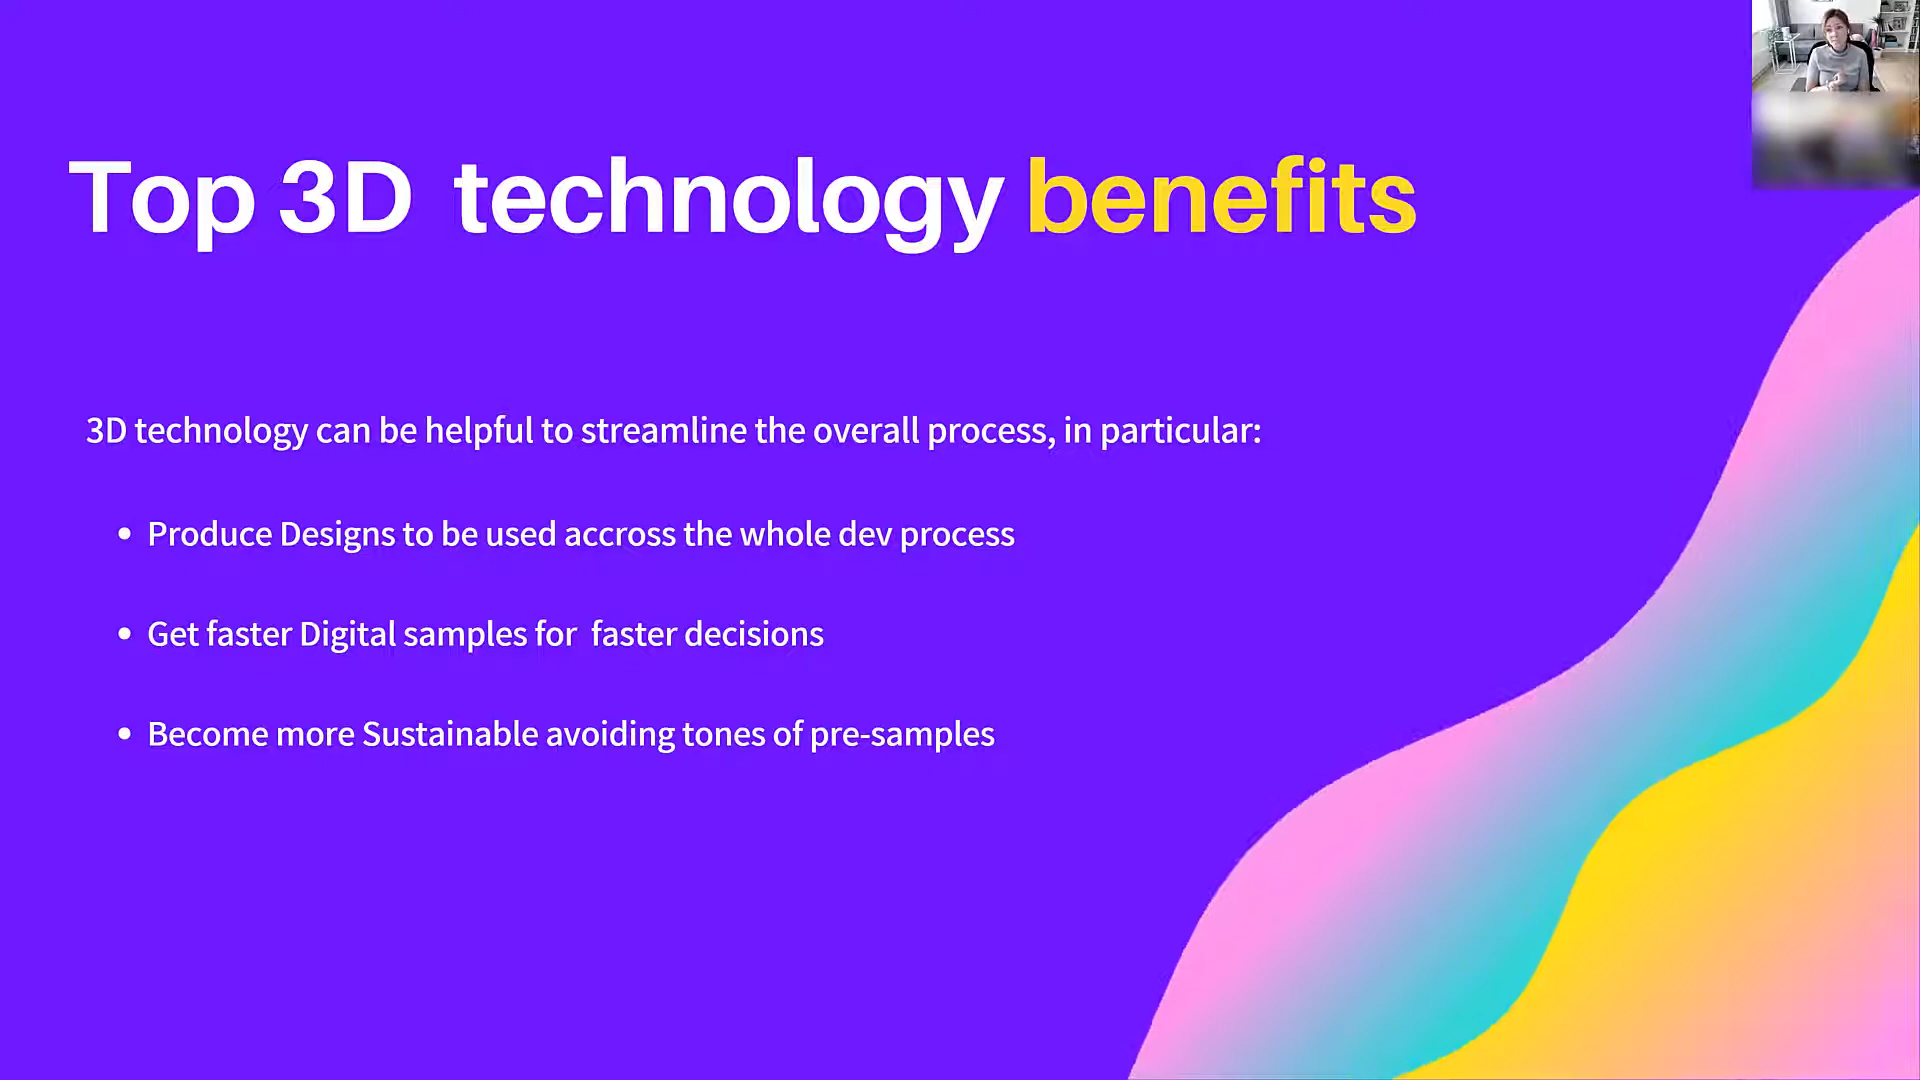 Top 3D  technology benefits
3D technology can be helpful to streamline the overall process, in particular:
• Produce Designs to be used accross the whole dev process
• Get faster Digital samples for  faster decisions
• Become more Sustainable avoiding tones of pre-samples